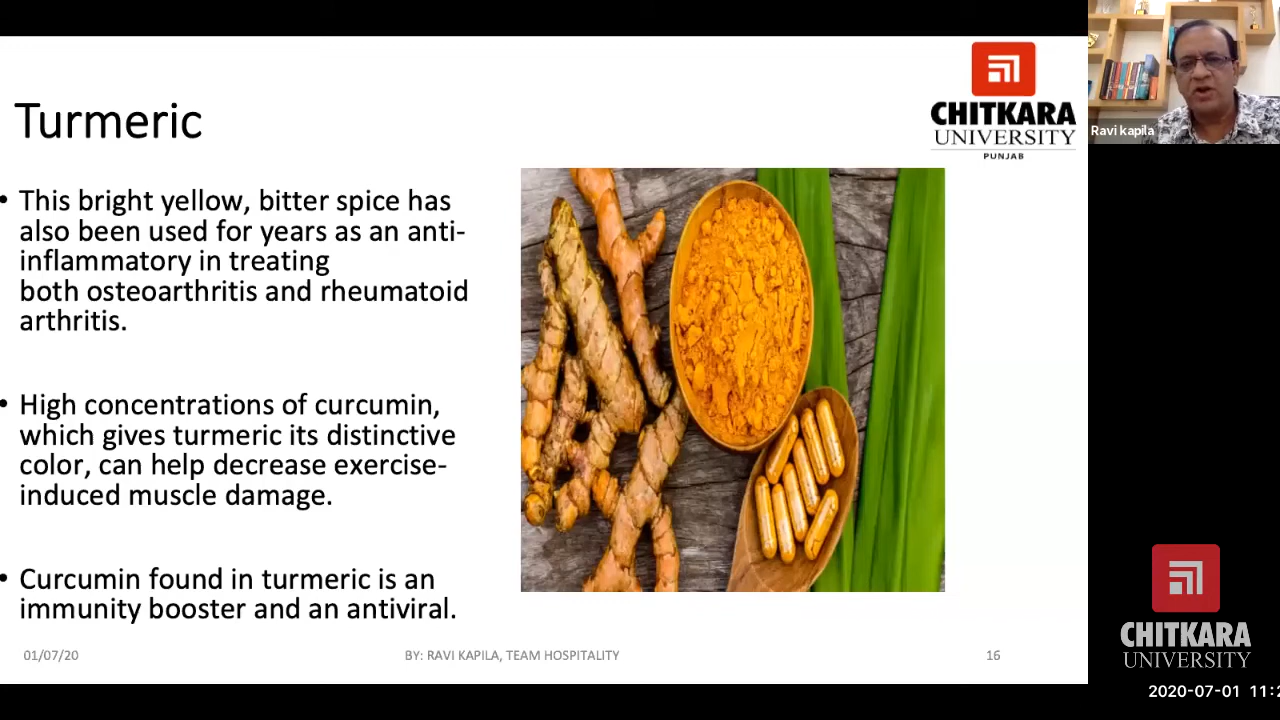 Turmeric
CHITKARA
UNIVERSITY
PUNJAB
Ravi kapila
• This bright yellow, bitter spice has
also been used for years as an anti-
inflammatory in treating
both osteoarthritis and rheumatoid
arthritis.
• High concentrations of curcumin,
which gives turmeric its distinctive
color, can help decrease exercise-
induced muscle damage.
• Curcumin found in turmeric is an
immunity booster and an antiviral.
01/07/20
BY: RAVI KAPILA, TEAM HOSPITALITY
16
CHITKARA
UNIVERSITY
2020-07-01 11:2